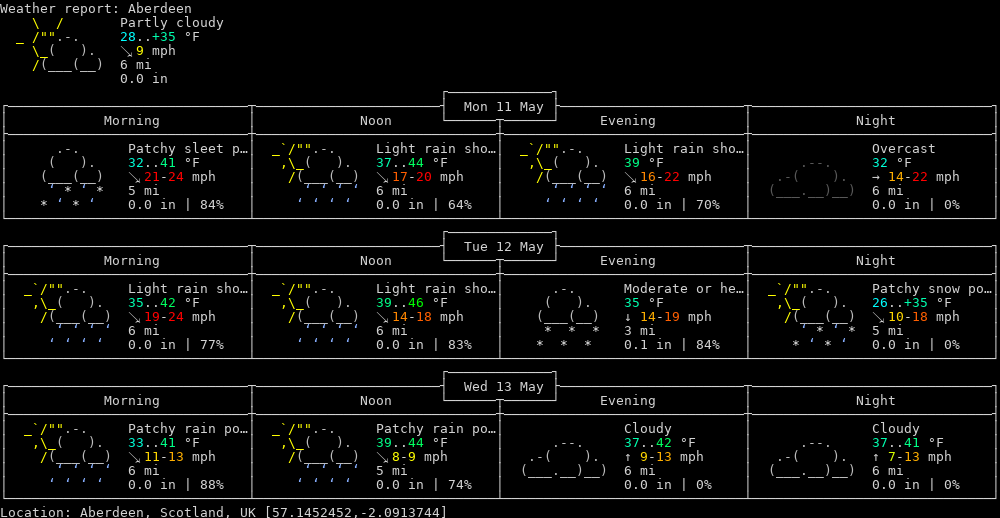 Weather report: Aberdeen
Partly cloudy
28..+35 °F
↘ 9 mph
6 mi
0.0 in
Mon 11 May
Morning Noon Evening Night
Patchy sleet p… Light rain sho… Light rain sho… Overcast
32..41 °F 37..44 °F 39 °F 32 °F
↘ 21-24 mph ↘ 17-20 mph ↘ 16-22 mph → 14-22 mph
5 mi 6 mi 6 mi 6 mi
0.0 in | 84% 0.0 in | 64% 0.0 in | 70% 0.0 in | 0%
Tue 12 May
Morning Noon Evening Night
Light rain sho… Light rain sho… Moderate or he… Patchy snow po…
35..42 °F 39..46 °F 35 °F 26..+35 °F
↘ 19-24 mph ↘ 14-18 mph ↓ 14-19 mph ↘ 10-18 mph
6 mi 6 mi 3 mi 5 mi
0.0 in | 77% 0.0 in | 83% 0.1 in | 84% 0.0 in | 0%
Wed 13 May
Morning Noon Evening Night
Patchy rain po… Patchy rain po… Cloudy Cloudy
33..41 °F 39..44 °F 37..42 °F 37..41 °F
↘ 11-13 mph ↘ 8-9 mph ↑ 9-13 mph ↑ 7-13 mph
6 mi 5 mi 6 mi 6 mi
0.0 in | 88% 0.0 in | 74% 0.0 in | 0% 0.0 in | 0%
Location: Aberdeen, Scotland, UK [57.1452452,-2.0913744]